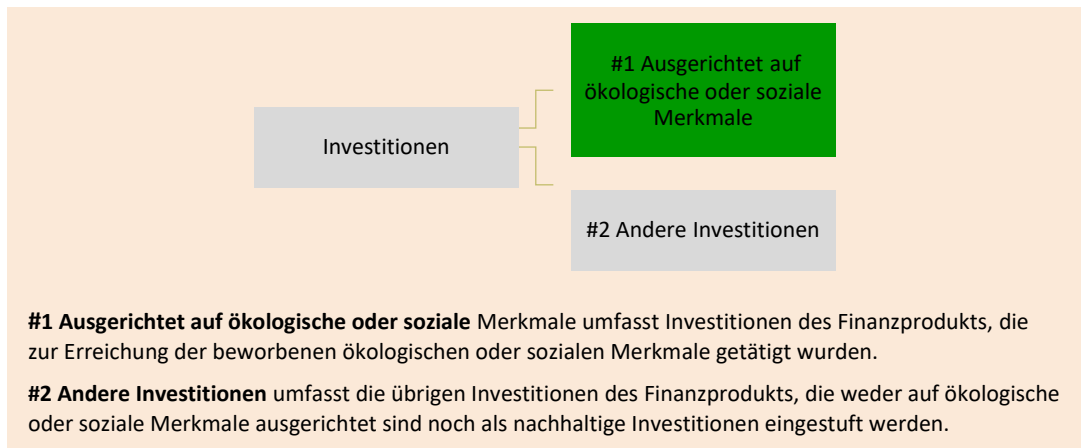 #1 Ausgerichtet auf
ökologische oder soziale
Merkmale
Investitionen
#2 Andere Investitionen
#1 Ausgerichtet auf ökologische oder soziale Merkmale umfasst Investitionen des Finanzprodukts, die
zur Erreichung der beworbenen ökologischen oder sozialen Merkmale getätigt wurden.
#2 Andere Investitionen umfasst die übrigen Investitionen des Finanzprodukts, die weder auf ökologische
oder soziale Merkmale ausgerichtet sind noch als nachhaltige Investitionen eingestuft werden.